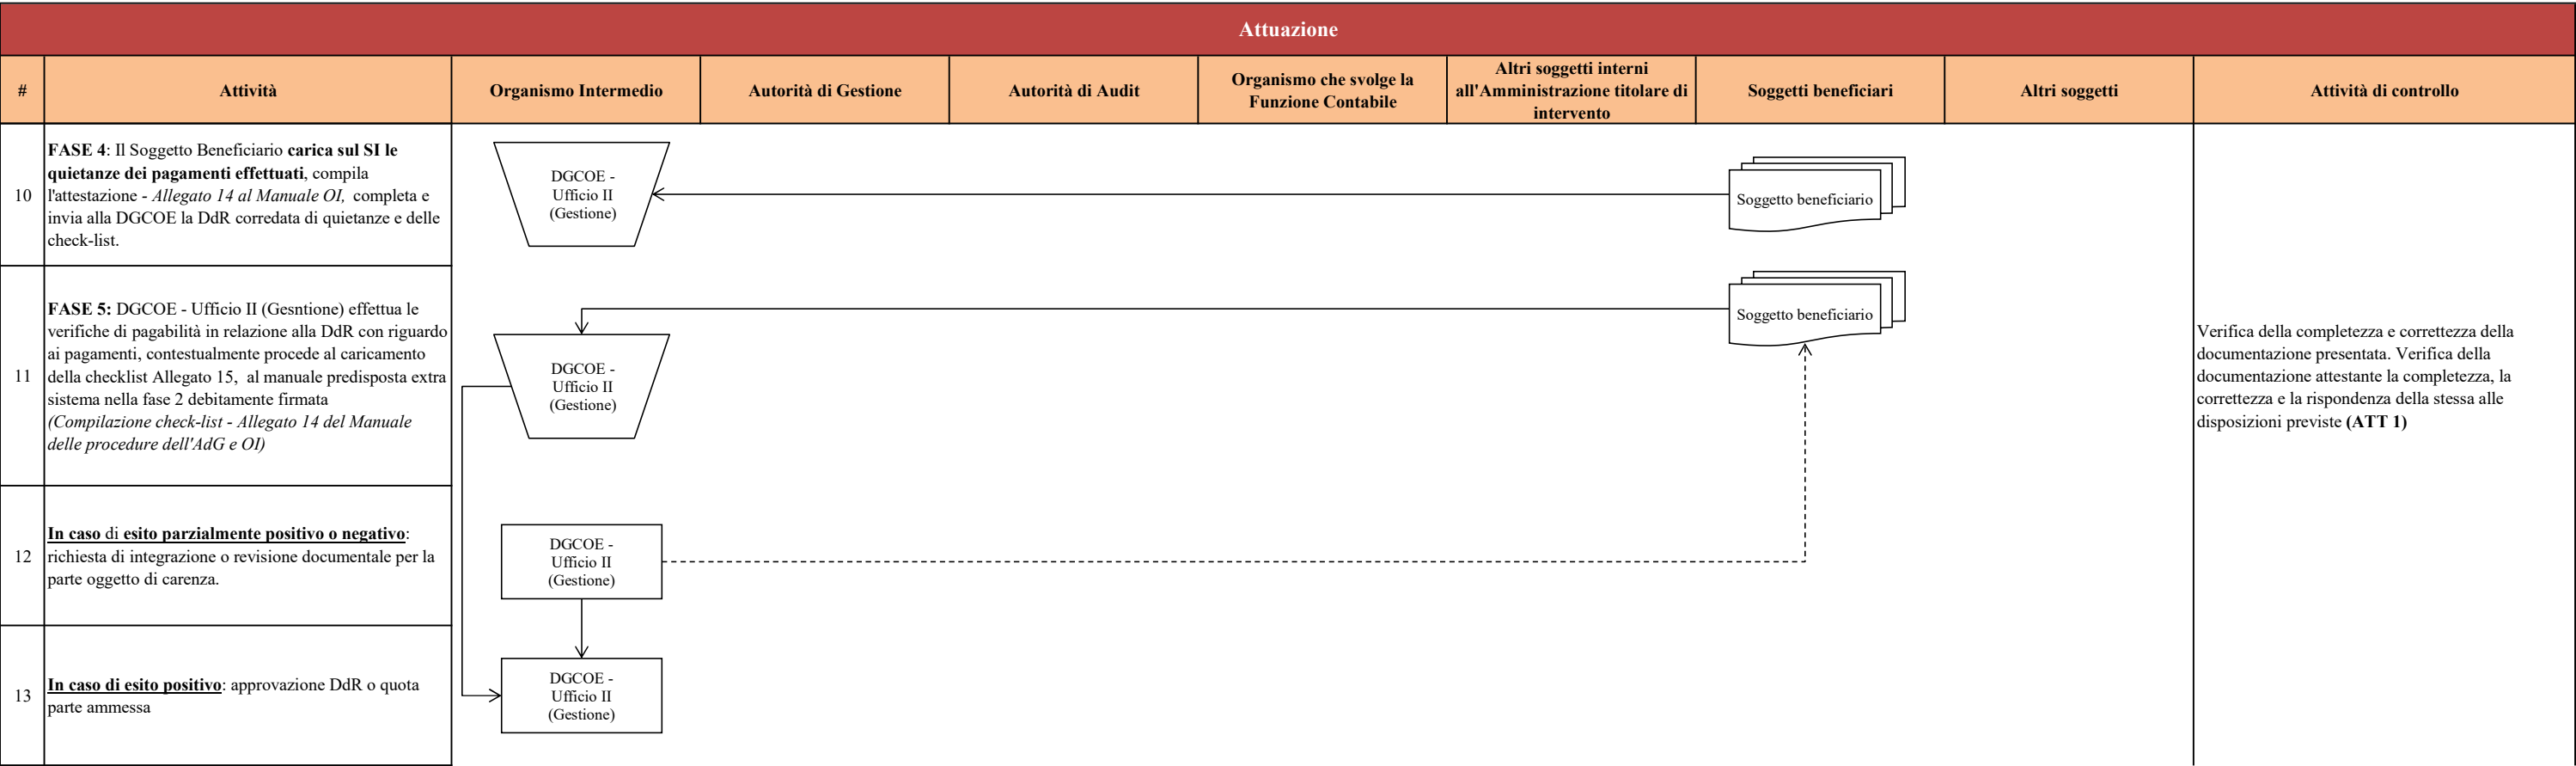 Attuazione
#
Attività
Organismo Intermedio
Autorità di Gestione
Autorità di Audit
Organismo che svolge la
Funzione Contabile
Altri soggetti interni
all'Amministrazione titolare di
intervento
Soggetti beneficiari
Altri soggetti
Attività di controllo
10
FASE 4: Il Soggetto Beneficiario carica sul SI le
quietanze dei pagamenti effettuati, compila
l'attestazione - Allegato 14 al Manuale OI, completa e
invia alla DGCOE la DdR corredata di quietanze e delle
check-list.
DGCOE -
Ufficio II
(Gestione)
Soggetto beneficiario
11
FASE 5: DGCOE - Ufficio II (Gesntione) effettua le
verifiche di pagabilità in relazione alla DdR con riguardo
ai pagamenti, contestualmente procede al caricamento
della checklist Allegato 15, al manuale predisposta extra
sistema nella fase 2 debitamente firmata
(Compilazione check-list - Allegato 14 del Manuale
delle procedure dell'AdG e OI)
DGCOE -
Ufficio II
(Gestione)
Soggetto beneficiario
Verifica della completezza e correttezza della
documentazione presentata. Verifica della
documentazione attestante la completezza, la
correttezza e la rispondenza della stessa alle
disposizioni previste (ATT 1)
12
In caso di esito parzialmente positivo o negativo:
richiesta di integrazione o revisione documentale per la
parte oggetto di carenza.
DGCOE -
Ufficio II
(Gestione)
13
In caso di esito positivo: approvazione DdR o quota
parte ammessa
DGCOE -
Ufficio II
(Gestione)